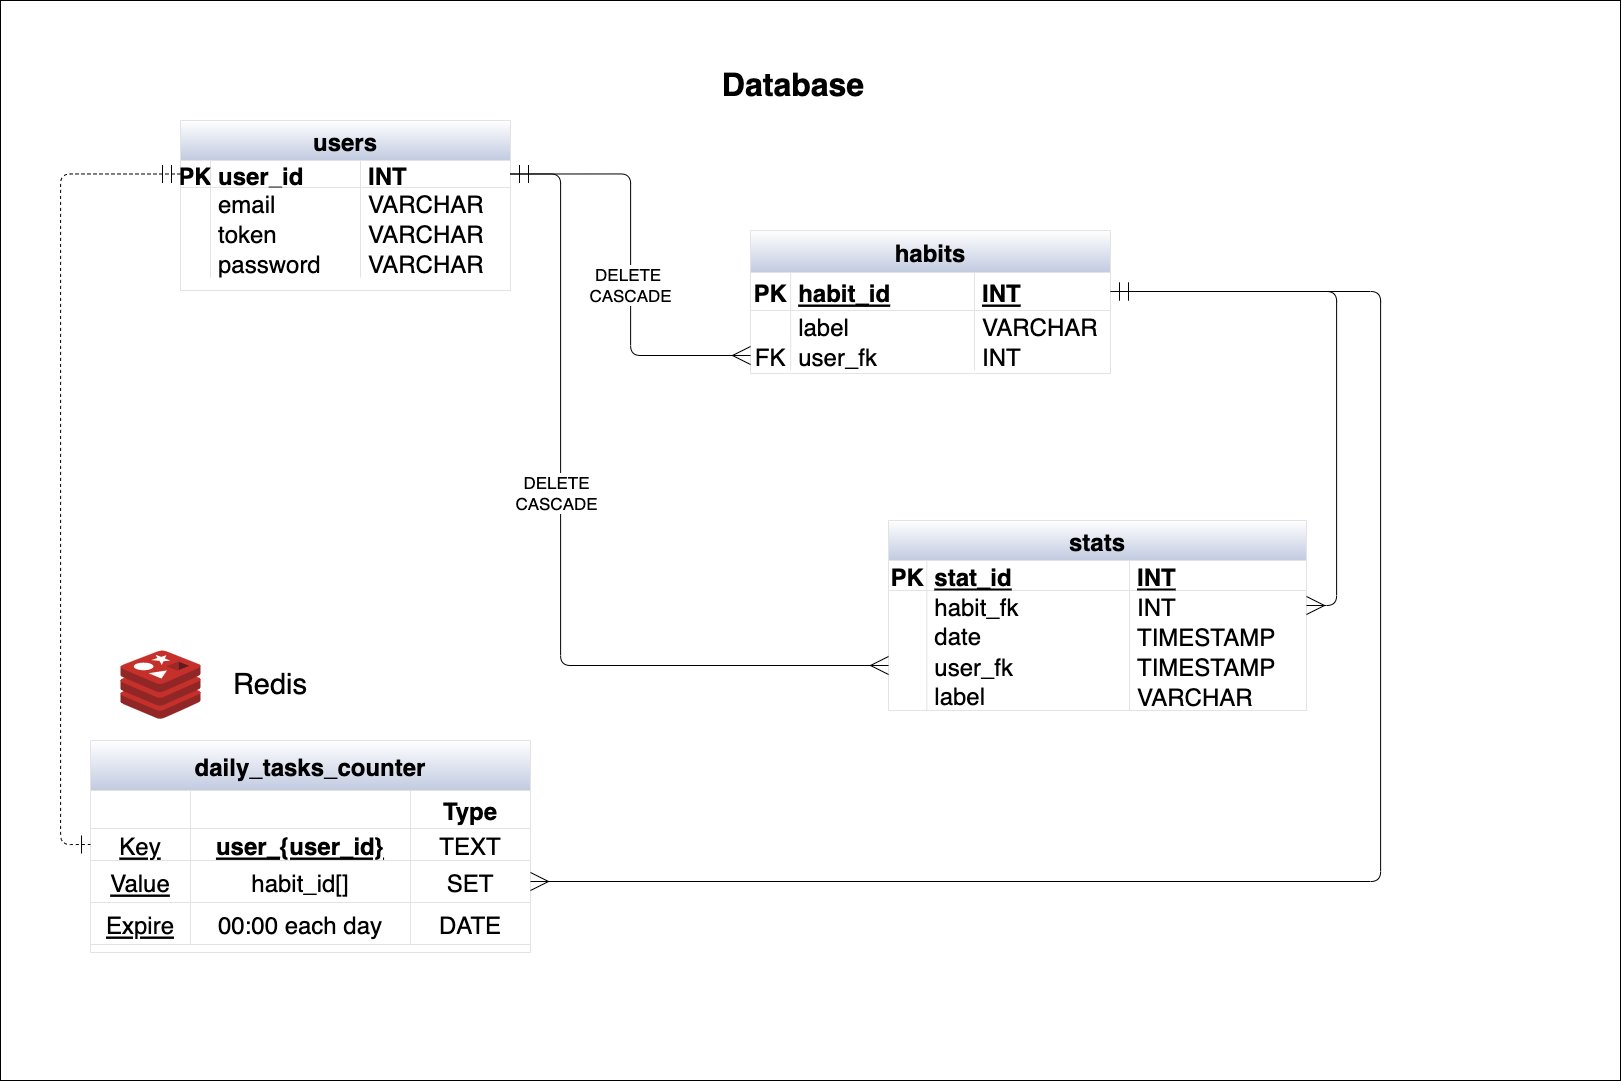 Database
users
PK user_id INT
email VARCHAR
token VARCHAR
password VARCHAR
DELETE
CASCADE
habits
PK habit_id INT
label VARCHAR
FK user_fk INT
DELETE
CASCADE
stats
PK stat_id INT
habit_fk INT
date TIMESTAMP
user_fk TIMESTAMP
label VARCHAR
Redis
daily_tasks_counter
Type
Key user_{user_id} TEXT
Value habit_id[] SET
Expire 00:00 each day DATE